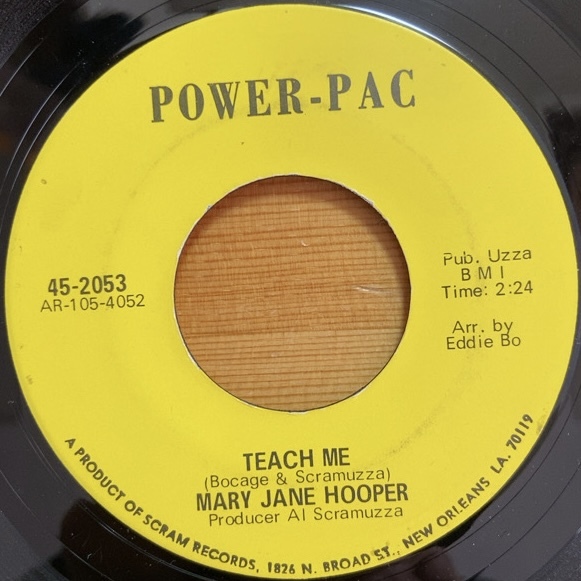 POWER-PAC
45-2053
AR-105-4052
Pub. Uzza
BMI
Time: 2:24
Arr. by
Eddie Bo
TEACH ME
(Bocage & Scramuzza)
MARY JANE HOOPER
Producer Al Scramuzza
A PRODUCT OF SCRAM RECORDS, 1826 N. BROAD ST., NEW ORLEANS LA. 70119